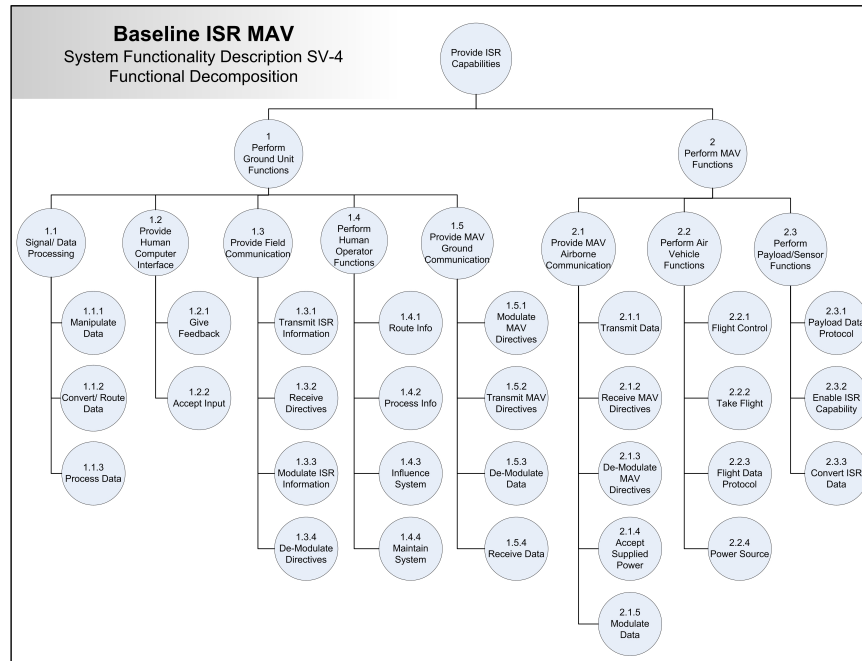 Baseline ISR MAV
System Functionality Description SV-4
Functional Decomposition
Provide ISR
Capabilities
1
Perform
Ground Unit
Functions
2
Perform MAV
Functions
1.1
Signal/ Data
Processing
1.2
Provide
Human
Computer
Interface
1.3
Provide Field
Communication
1.4
Perform
Human
Operator
Functions
1.5
Provide MAV
Ground
Communication
2.1
Provide MAV
Airborne
Communication
2.2
Perform Air
Vehicle
Functions
2.3
Perform
Payload/Sensor
Functions
1.1.1
Manipulate
Data
1.2.1
Give
Feedback
1.3.1
Transmit ISR
Information
1.4.1
Route Info
1.5.1
Modulate
MAV
Directives
2.1.1
Transmit Data
2.2.1
Flight Control
2.3.1
Payload Data
Protocol
1.1.2
Convert/ Route
Data
1.2.2
Accept Input
1.3.2
Receive
Directives
1.4.2
Process Info
1.5.2
Transmit MAV
Directives
2.1.2
Receive MAV
Directives
2.2.2
Take Flight
2.3.2
Enable ISR
Capability
1.1.3
Process Data
1.3.3
Modulate ISR
Information
1.4.3
Influence
System
1.5.3
De-Modulate
Data
2.1.3
De-Modulate
MAV
Directives
2.2.3
Flight Data
Protocol
2.3.3
Convert ISR
Data
1.3.4
De-Modulate
Directives
1.4.4
Maintain
System
1.5.4
Receive Data
2.1.4
Accept
Supplied
Power
2.2.4
Power Source
2.1.5
Modulate
Data